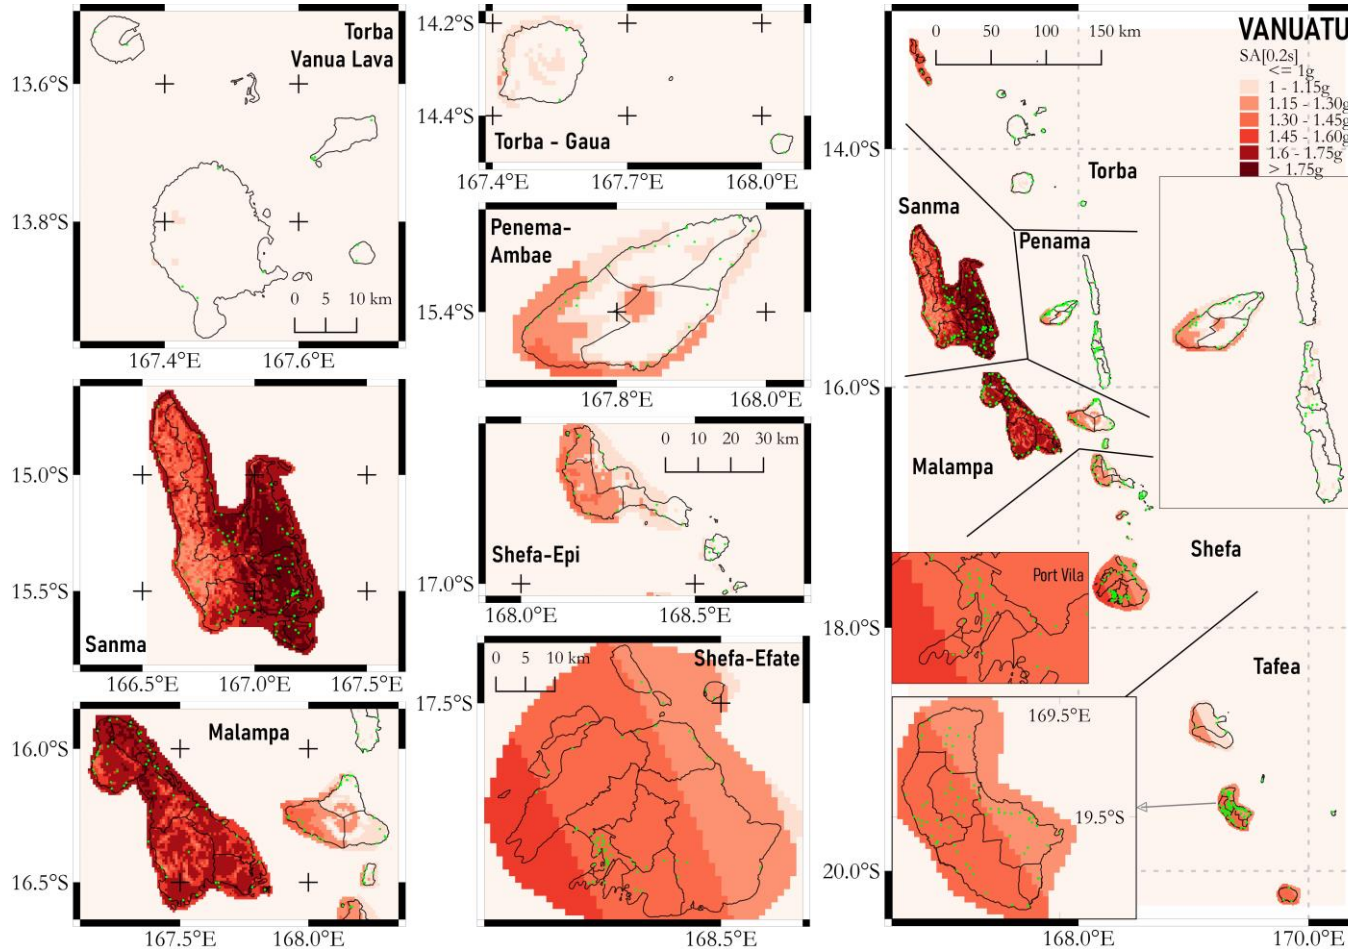 Torba
Vanua Lava
13.6°S
13.8°S
0 5 10 km
167.4°E 167.6°E
15.0°S
15.5°S
Sanma
166.5°E 167.0°E 167.5°E
Malampa
16.0°S
16.5°S
167.5°E 168.0°E
14.2°S
14.4°S
Torba - Gaua
167.4°E 167.7°E 168.0°E
Penema-
Ambae
15.4°S
167.8°E 168.0°E
0 10 20 30 km
Shefa-Epi
17.0°S
168.0°E 168.5°E
0 5 10 km
Shefa-Efate
17.5°S
168.5°E
0 50 100 150 km
VANUATU
SA[0.2s]
<= 1g
1 - 1.15g
1.15 - 1.30g
1.30 - 1.45g
1.45 - 1.60g
1.6 - 1.75g
> 1.75g
14.0°S
Torba
Sanma
Penama
16.0°S
Malampa
Shefa
Port Vila
18.0°S
Tafea
169.5°E
19.5°S
20.0°S
168.0°E 170.0°E